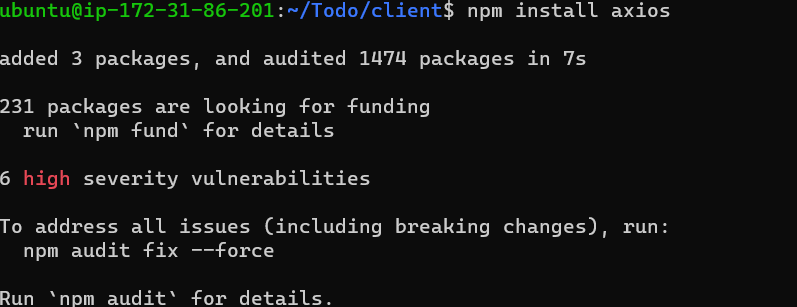 ubuntu@ip-172-31-86-201:~/Todo/client$ npm install axios
added 3 packages, and audited 1474 packages in 7s
231 packages are looking for funding
run `npm fund` for details
6 high severity vulnerabilities
To address all issues (including breaking changes), run:
npm audit fix --force
Run `npm audit` for details.